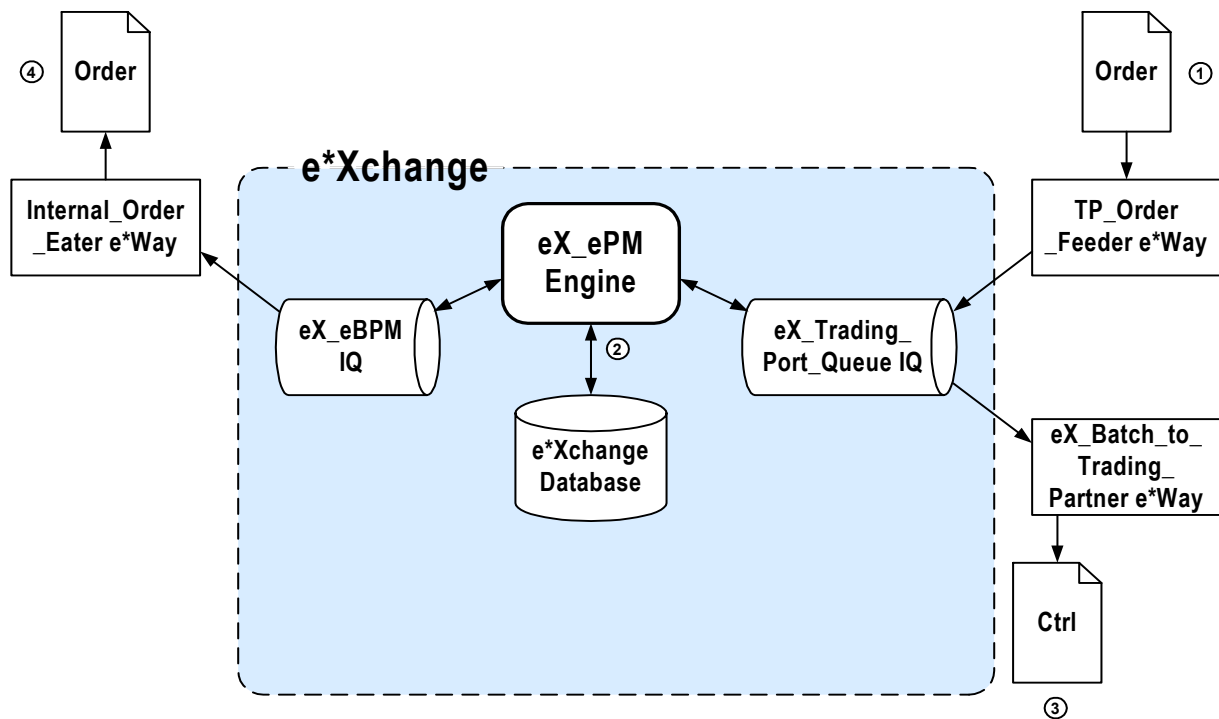 ④
Order
Order
①
e*Xchange
Internal_Order
_Eater e*Way
eX_ePM
Engine
TP_Order
_Feeder e*Way
eX_eBPM
IQ
②
eX_Trading_
Port_Queue IQ
e*Xchange
Database
eX_Batch_to_
Trading_
Partner e*Way
Ctrl
③